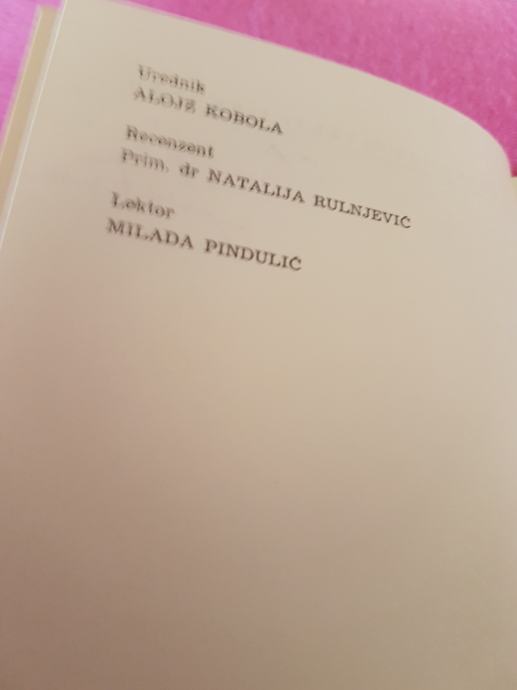 Urednik
ALOJZ KOBOLA
Recenzent
Prim. dr NATALIJA RULNJEVIĆ
Lektor
MILADA PINDULIĆ